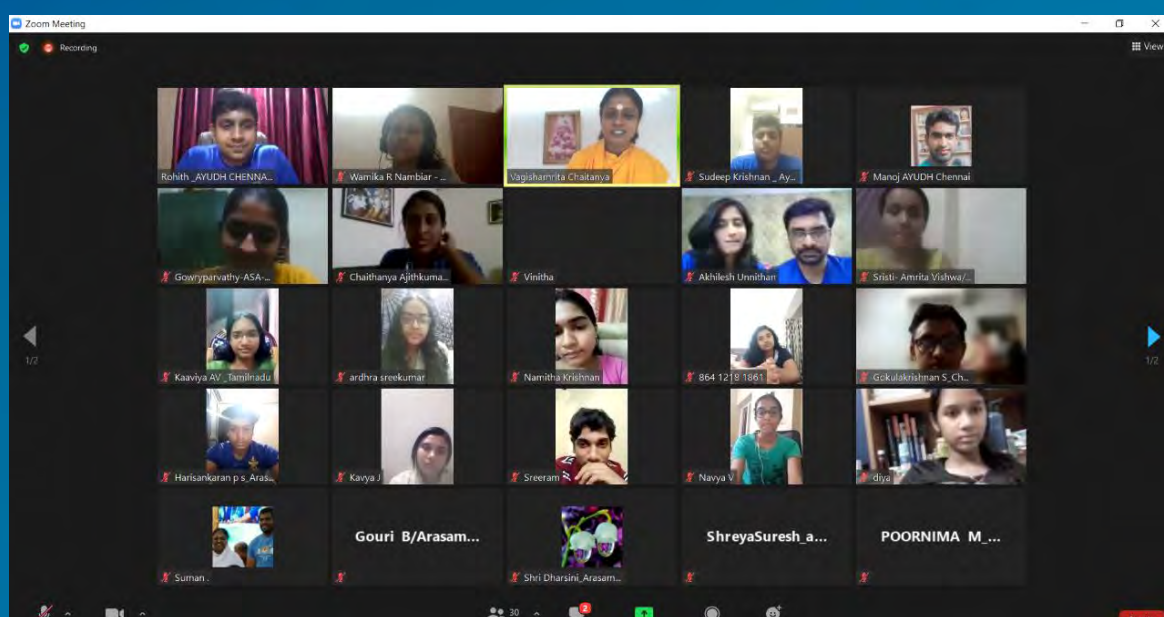 Zoom Meeting
Recording
View
Rohith _AYUDH CHENNA...
Wamika R Nambiar - ...
Vagishamrita Chaitanya
Sudeep Krishnan _ Ay...
Manoj AYUDH Chennai
Gowryparvathy-ASA-...
Chaithanya Ajithkuma...
Vinitha
Akhilesh Unnithan
Sristi- Amrita Vishwa/...
1/2
1/2
Kaaviya AV _Tamilnadu
ardhra sreekumar
Namitha Krishnan
864 1218 1861
Gokulakrishnan S_Ch...
Harisankaran p s_Aras...
Kavya J
Sreeram
Navya V
diya
Suman .
Gouri B/Arasam...
Shri Dharsini_Arasam...
ShreyaSuresh_a...
POORNIMA M_...
30
2